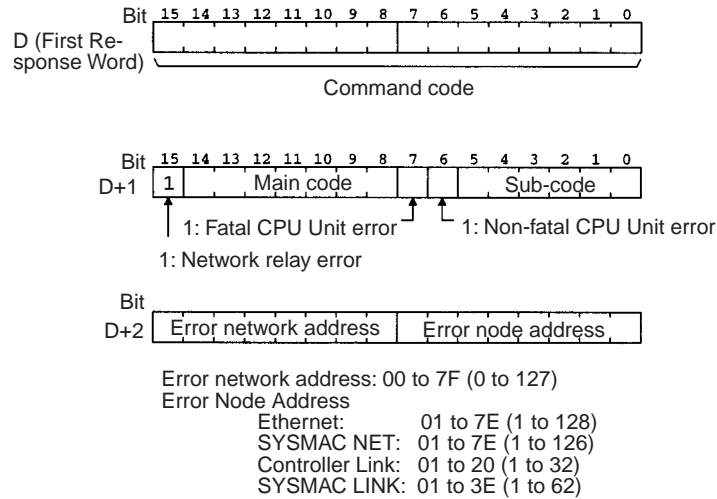 Bit 15 14 13 12 11 10 9 8 7 6 5 4 3 2 1 0
D (First Re-
sponse Word)
Command code
Bit 15 14 13 12 11 10 9 8 7 6 5 4 3 2 1 0
D+1 1 Main code Sub-code
1: Fatal CPU Unit error 1: Non-fatal CPU Unit error
1: Network relay error
Bit
D+2 Error network address Error node address
Error network address: 00 to 7F (0 to 127)
Error Node Address
Ethernet: 01 to 7E (1 to 128)
SYSMAC NET: 01 to 7E (1 to 126)
Controller Link: 01 to 20 (1 to 32)
SYSMAC LINK: 01 to 3E (1 to 62)